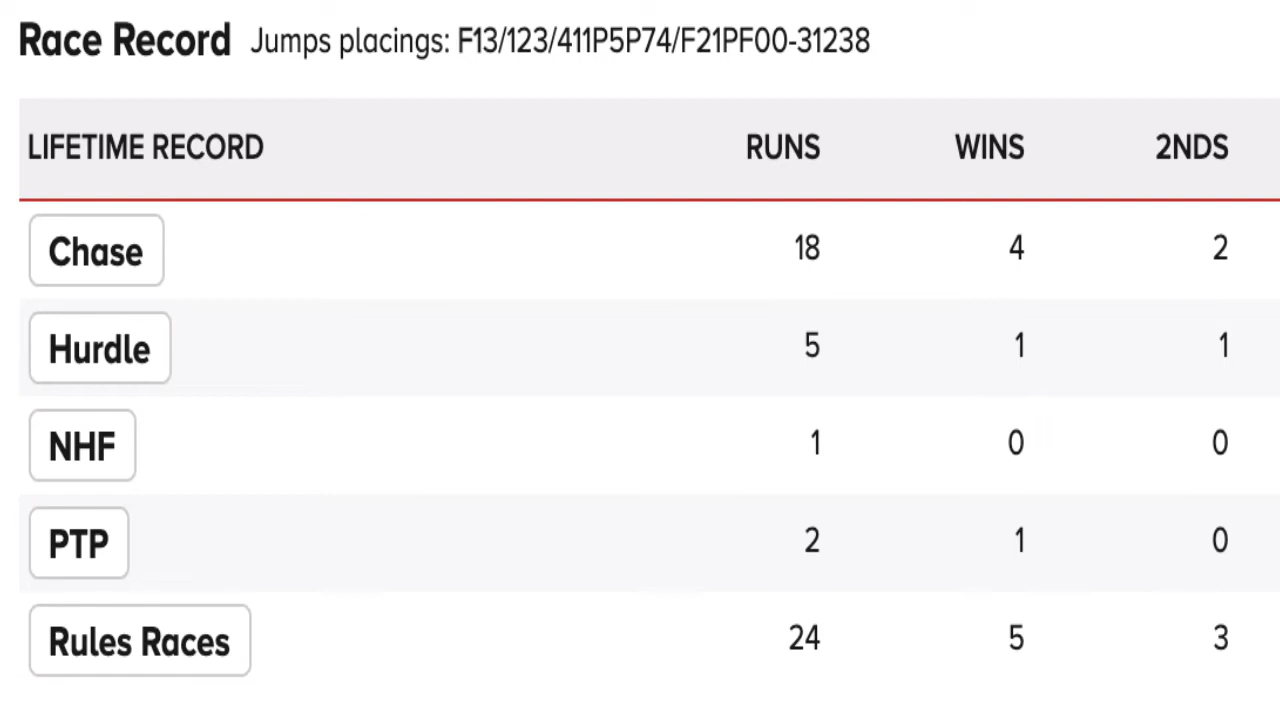 Race Record Jumps placings: F13/123/411P5P74/F21PF00-31238
LIFETIME RECORD RUNS WINS 2NDS
Chase 18 4 2
Hurdle 5 1 1
NHF 1 0 0
PTP 2 1 0
Rules Races 24 5 3